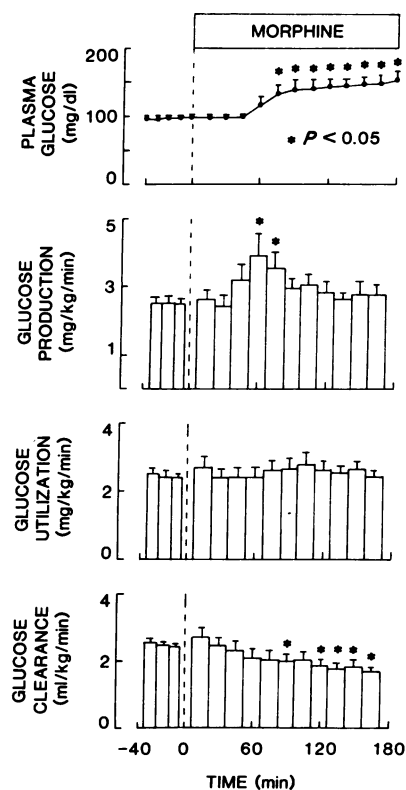 MORPHINE
PLASMA
GLUCOSE
(mg/dl)
200
100
0
* * * * * * * *
* P < 0.05
GLUCOSE
PRODUCTION
(mg/kg/min)
5
3
1
* *
GLUCOSE
UTILIZATION
(mg/kg/min)
4
2
0
GLUCOSE
CLEARANCE
(ml/kg/min)
4
2
0
* * * * *
-40 0 60 120 180
TIME (min)